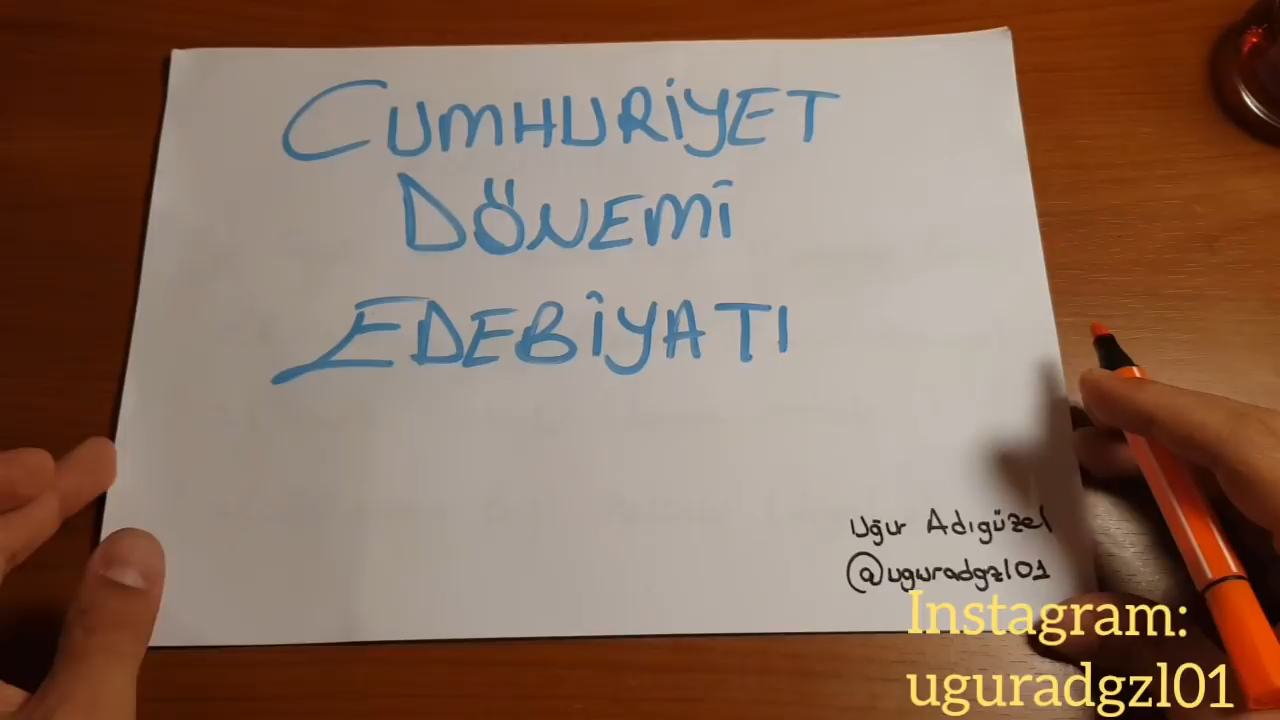 CUMHURİYET
DÖNEMİ
EDEBİYATI
Uğur Adıgüzel
@uguradgzl01
Instagram:
uguradgzl01